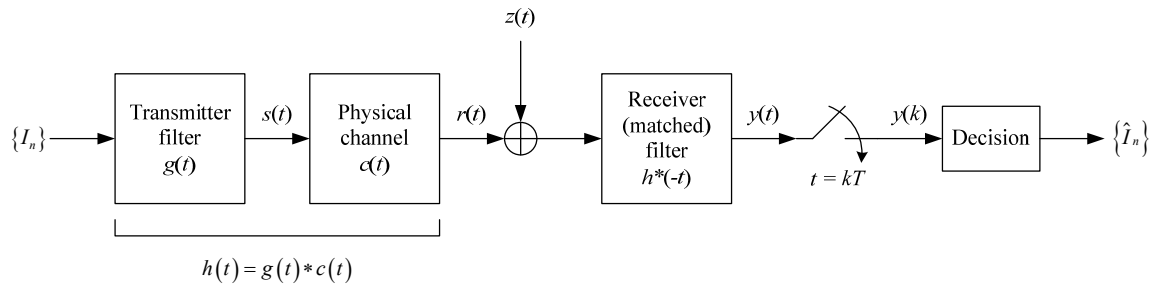 z(t)
{I_n}
Transmitter
filter
g(t)
s(t)
Physical
channel
c(t)
r(t)
Receiver
(matched)
filter
h*(-t)
y(t)
t = kT
y(k)
Decision
{Î_n}
h(t) = g(t)*c(t)